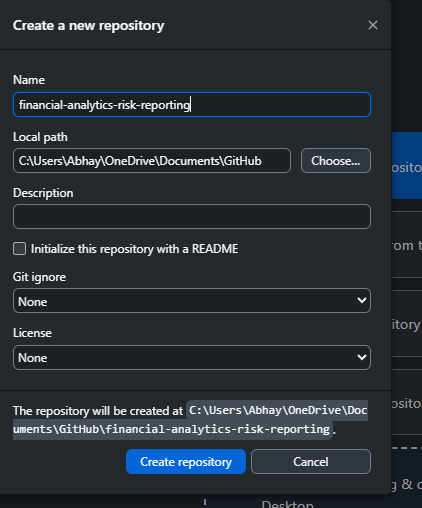 Create a new repository
Name
financial-analytics-risk-reporting
Local path
C:\Users\Abhay\OneDrive\Documents\GitHub
Choose...
Description
Initialize this repository with a README
Git ignore
None
License
None
The repository will be created at C:\Users\Abhay\OneDrive\Doc
uments\GitHub\financial-analytics-risk-reporting.
Create repository
Cancel
Desktop